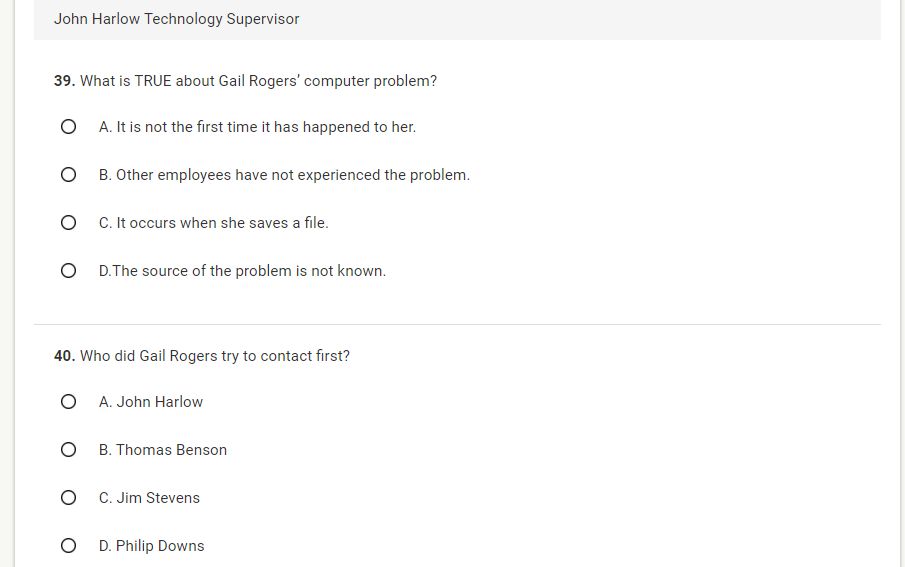 John Harlow Technology Supervisor
39. What is TRUE about Gail Rogers’ computer problem?
A. It is not the first time it has happened to her.
B. Other employees have not experienced the problem.
C. It occurs when she saves a file.
D.The source of the problem is not known.
40. Who did Gail Rogers try to contact first?
A. John Harlow
B. Thomas Benson
C. Jim Stevens
D. Philip Downs